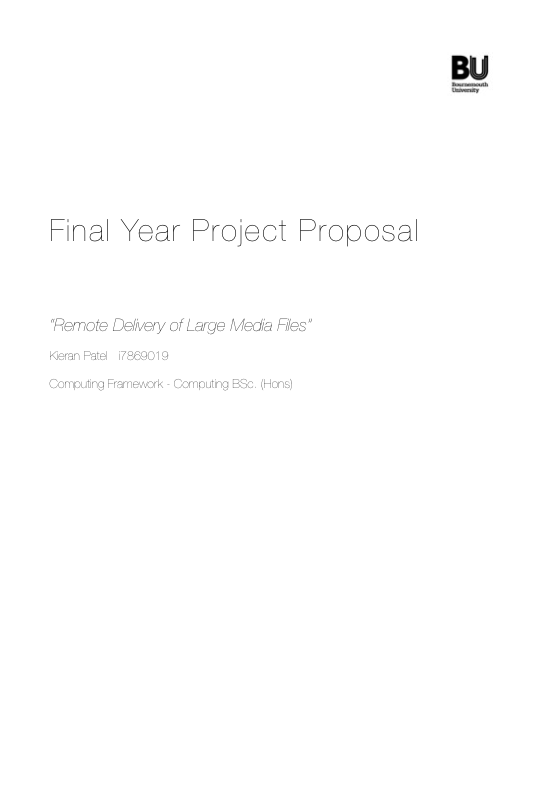 BU
Bournemouth
University
Final Year Project Proposal
"Remote Delivery of Large Media Files"
Kieran Patel i7869019
Computing Framework - Computing BSc. (Hons)